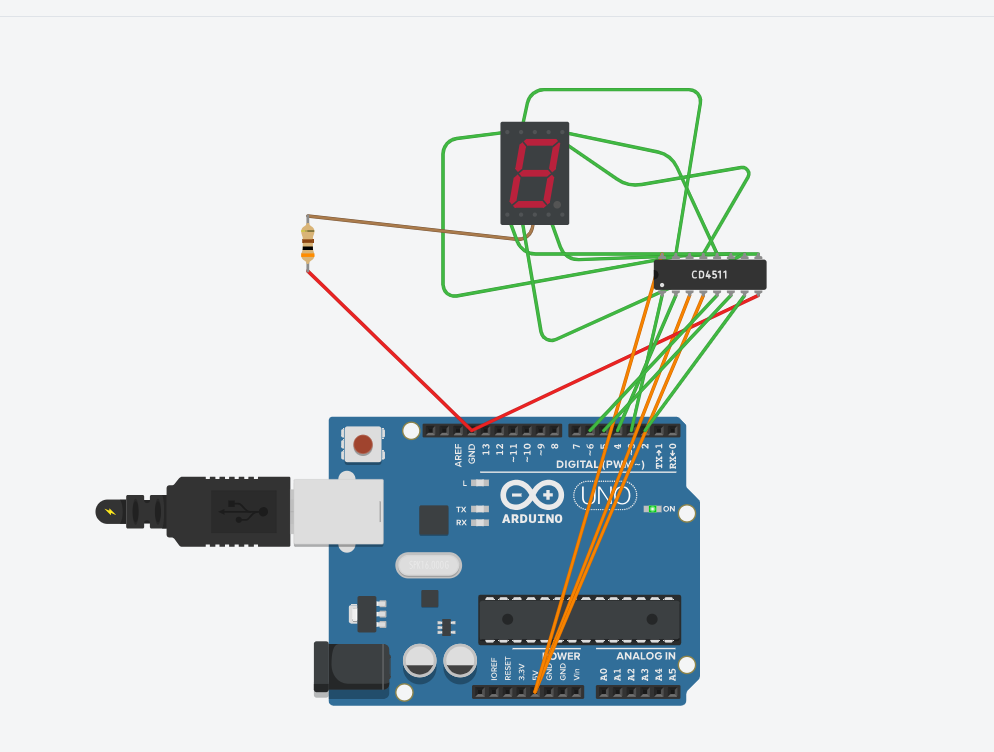 CD4511
AREF
GND
13
12
~11
~10
~9
8
7
~6
~5
4
~3
2
TX→1
RX←0
DIGITAL (PWM~)
L
TX
RX
UNO
ARDUINO
ON
POWER
ANALOG IN
IOREF
RESET
3.3V
5V
GND
GND
Vin
A0
A1
A2
A3
A4
A5